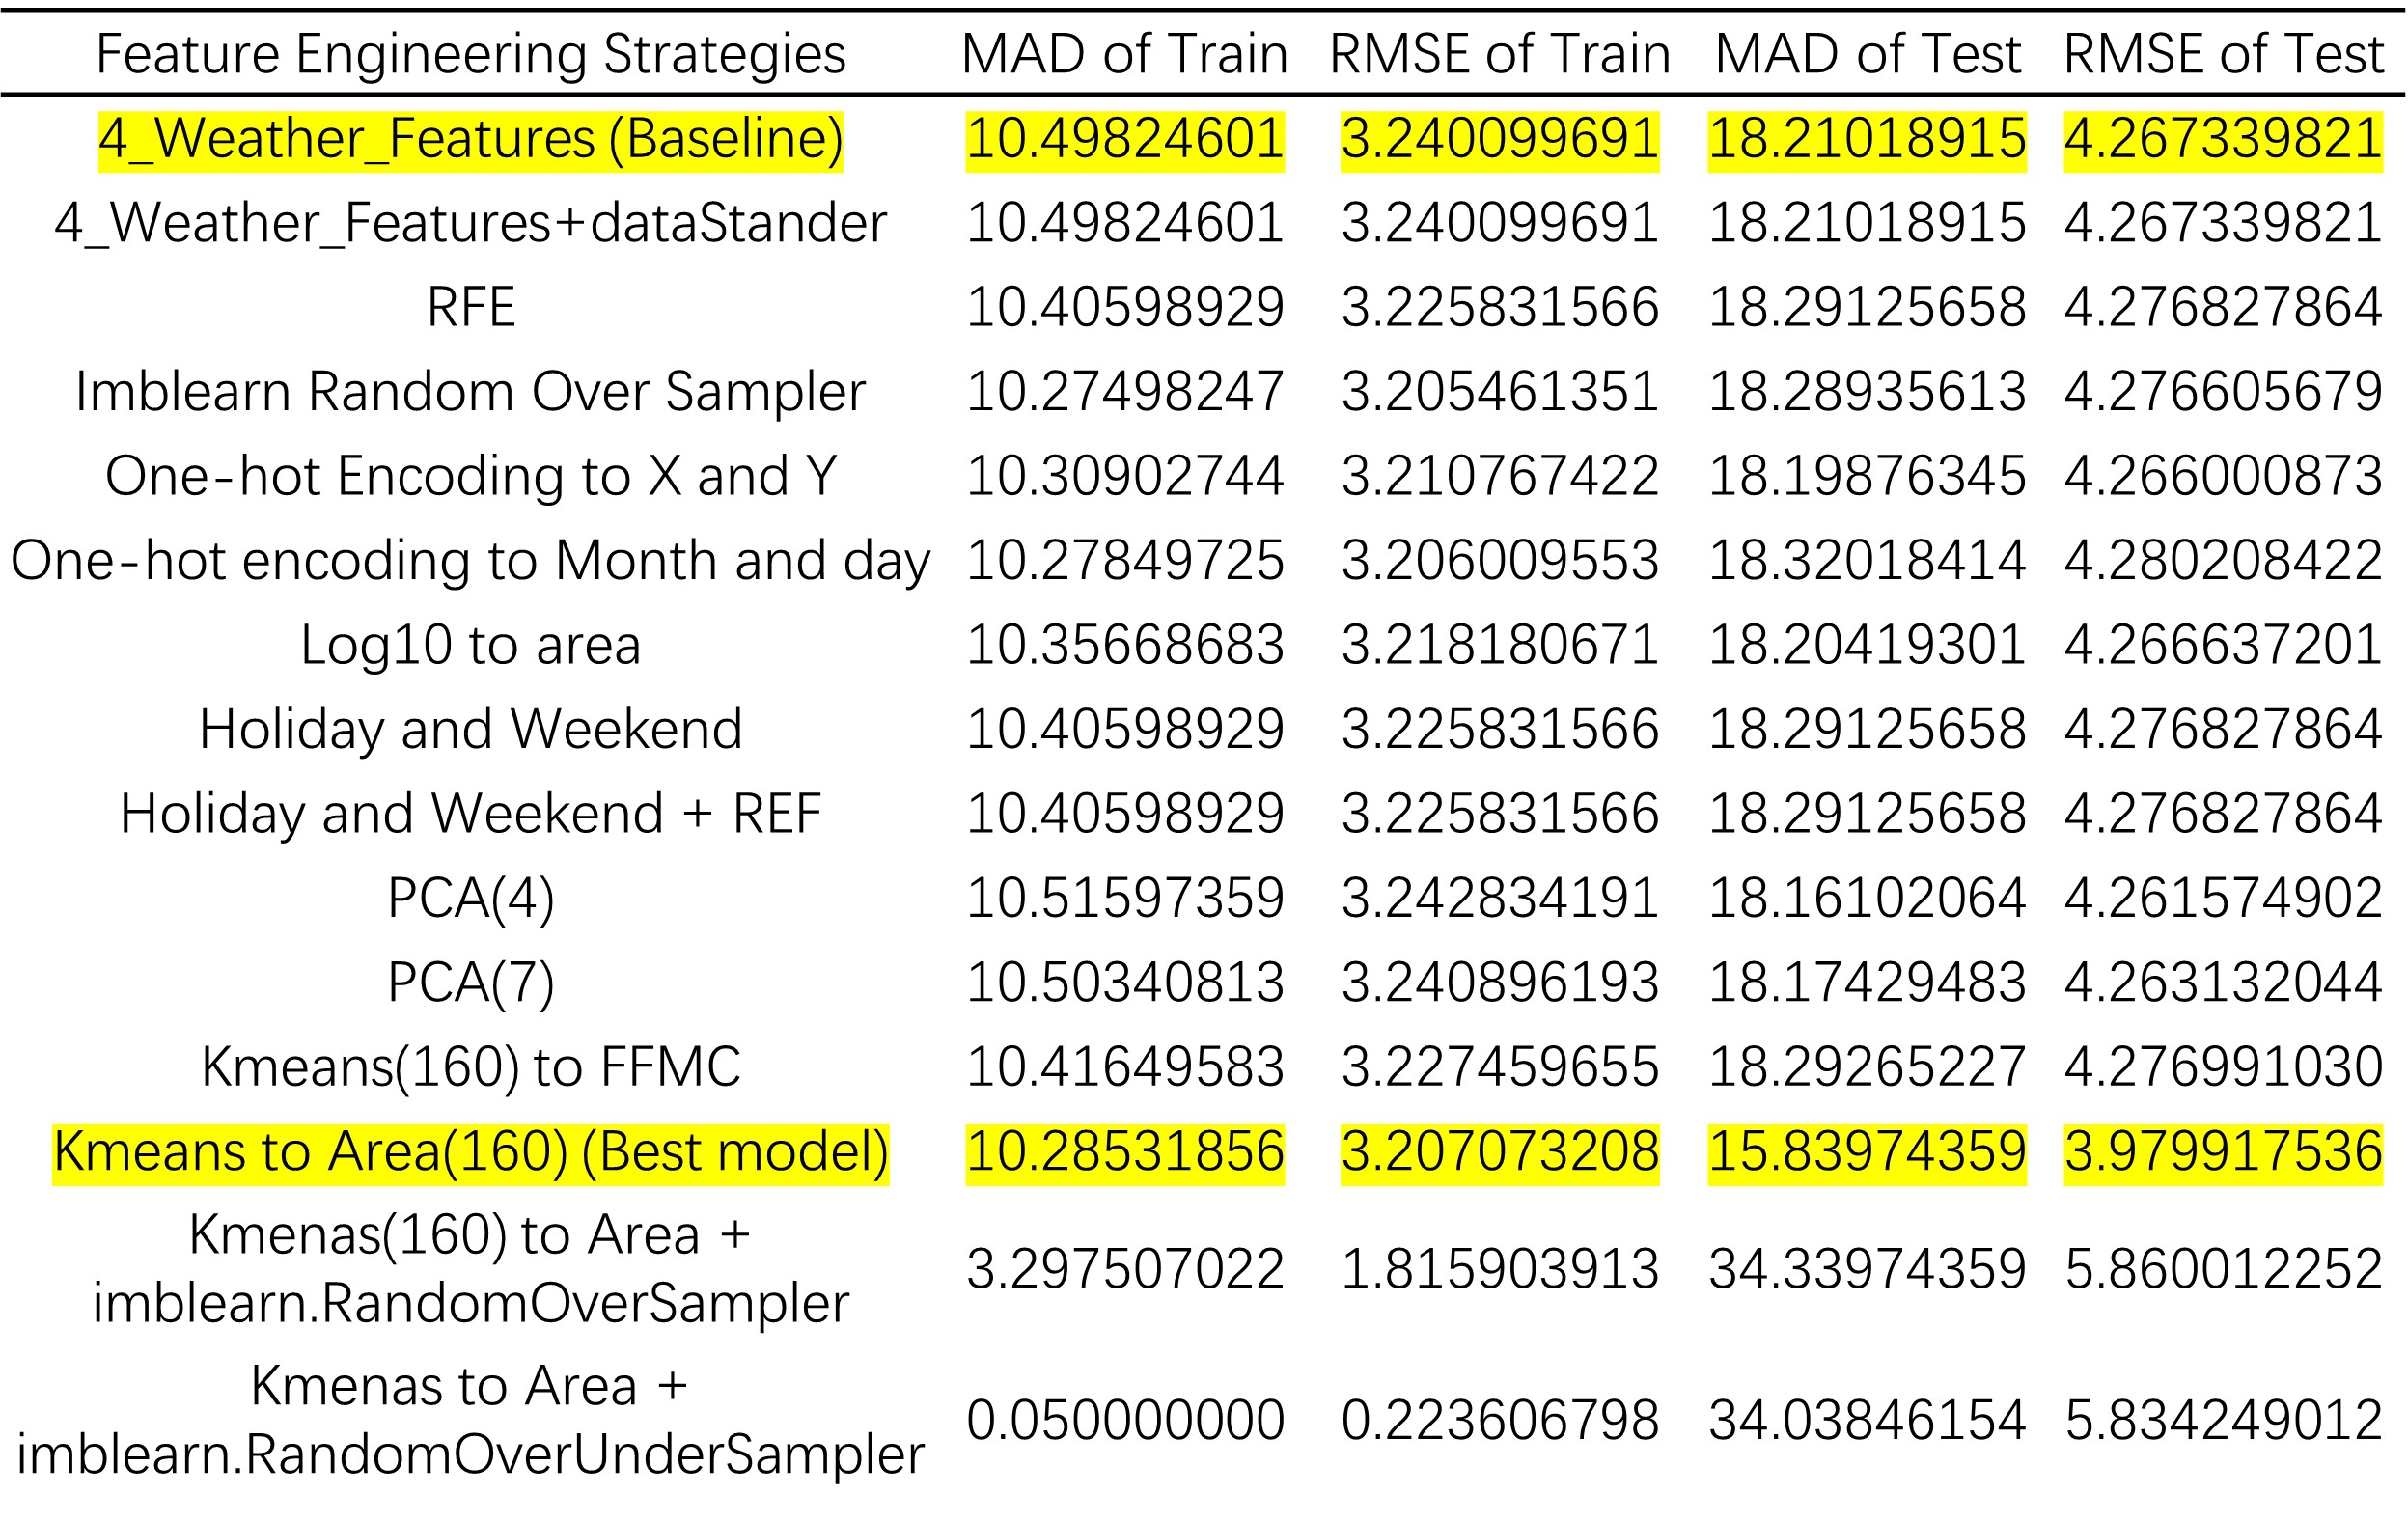 Feature Engineering Strategies MAD of Train RMSE of Train MAD of Test RMSE of Test
4_Weather_Features (Baseline) 10.49824601 3.240099691 18.21018915 4.267339821
4_Weather_Features+dataStander 10.49824601 3.240099691 18.21018915 4.267339821
RFE 10.40598929 3.225831566 18.29125658 4.276827864
Imblearn Random Over Sampler 10.27498247 3.205461351 18.28935613 4.276605679
One-hot Encoding to X and Y 10.30902744 3.210767422 18.19876345 4.266000873
One-hot encoding to Month and day 10.27849725 3.206009553 18.32018414 4.280208422
Log10 to area 10.35668683 3.218180671 18.20419301 4.266637201
Holiday and Weekend 10.40598929 3.225831566 18.29125658 4.276827864
Holiday and Weekend + REF 10.40598929 3.225831566 18.29125658 4.276827864
PCA(4) 10.51597359 3.242834191 18.16102064 4.261574902
PCA(7) 10.50340813 3.240896193 18.17429483 4.263132044
Kmeans(160) to FFMC 10.41649583 3.227459655 18.29265227 4.276991030
Kmeans to Area(160) (Best model) 10.28531856 3.207073208 15.83974359 3.979917536
Kmenas(160) to Area +
imblearn.RandomOverSampler 3.297507022 1.815903913 34.33974359 5.860012252
Kmenas to Area +
imblearn.RandomOverUnderSampler 0.050000000 0.223606798 34.03846154 5.834249012